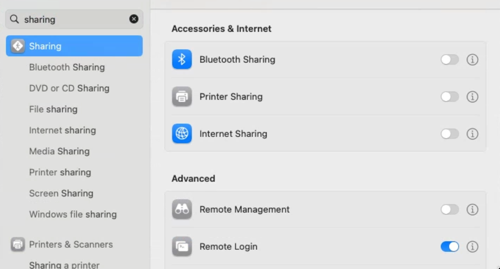 sharing
Sharing
Bluetooth Sharing
DVD or CD Sharing
File sharing
Internet sharing
Media Sharing
Printer sharing
Screen Sharing
Windows file sharing
Printers & Scanners
Sharing a printer
Accessories & Internet
Bluetooth Sharing
Printer Sharing
Internet Sharing
Advanced
Remote Management
Remote Login